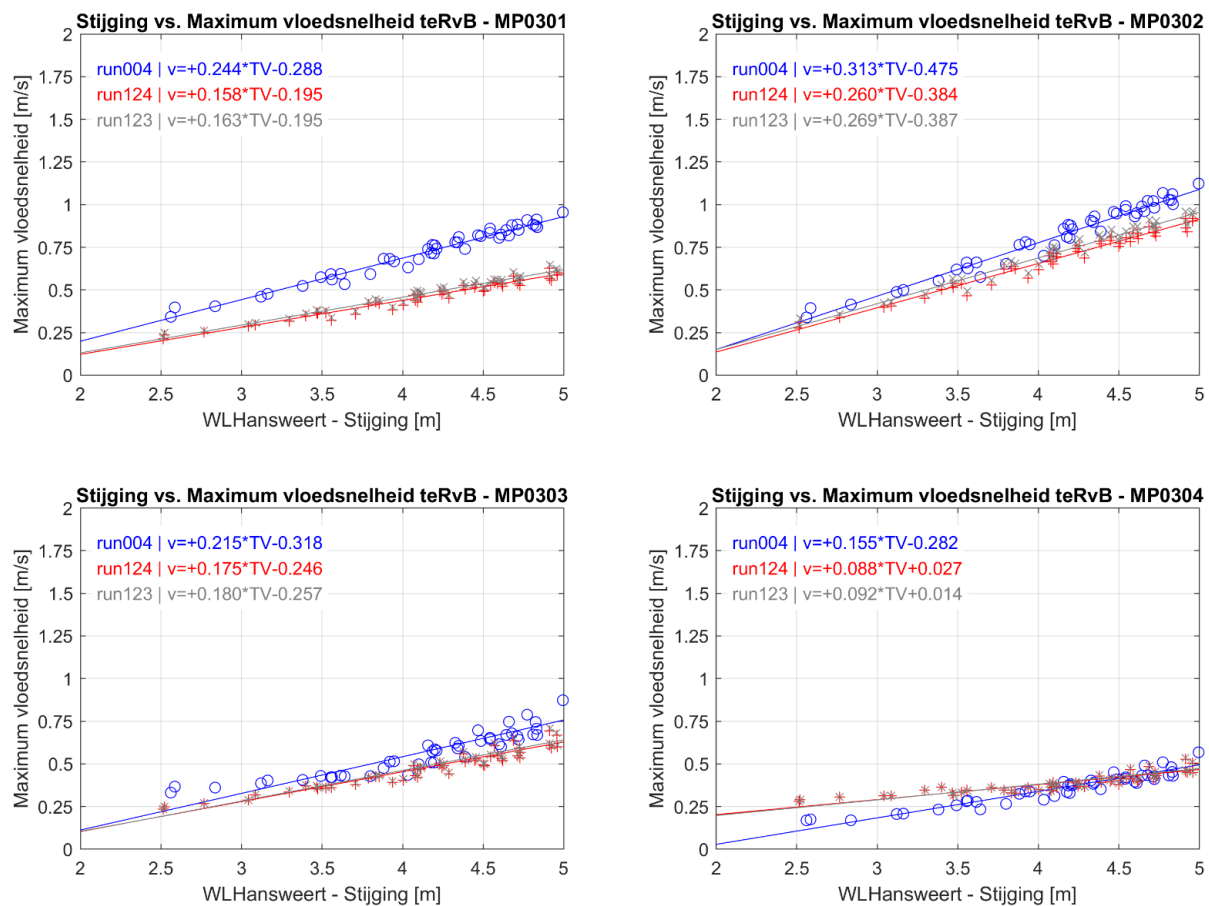 Stijging vs. Maximum vloedsnelheid teRvB - MP0301
Maximum vloedsnelheid [m/s]
2
1.75
1.5
1.25
1
0.75
0.5
0.25
0
run004 | v=+0.244*TV-0.288
run124 | v=+0.158*TV-0.195
run123 | v=+0.163*TV-0.195
2 2.5 3 3.5 4 4.5 5
WLHansweert - Stijging [m]
Stijging vs. Maximum vloedsnelheid teRvB - MP0302
Maximum vloedsnelheid [m/s]
2
1.75
1.5
1.25
1
0.75
0.5
0.25
0
run004 | v=+0.313*TV-0.475
run124 | v=+0.260*TV-0.384
run123 | v=+0.269*TV-0.387
2 2.5 3 3.5 4 4.5 5
WLHansweert - Stijging [m]
Stijging vs. Maximum vloedsnelheid teRvB - MP0303
Maximum vloedsnelheid [m/s]
2
1.75
1.5
1.25
1
0.75
0.5
0.25
0
run004 | v=+0.215*TV-0.318
run124 | v=+0.175*TV-0.246
run123 | v=+0.180*TV-0.257
2 2.5 3 3.5 4 4.5 5
WLHansweert - Stijging [m]
Stijging vs. Maximum vloedsnelheid teRvB - MP0304
Maximum vloedsnelheid [m/s]
2
1.75
1.5
1.25
1
0.75
0.5
0.25
0
run004 | v=+0.155*TV-0.282
run124 | v=+0.088*TV+0.027
run123 | v=+0.092*TV+0.014
2 2.5 3 3.5 4 4.5 5
WLHansweert - Stijging [m]